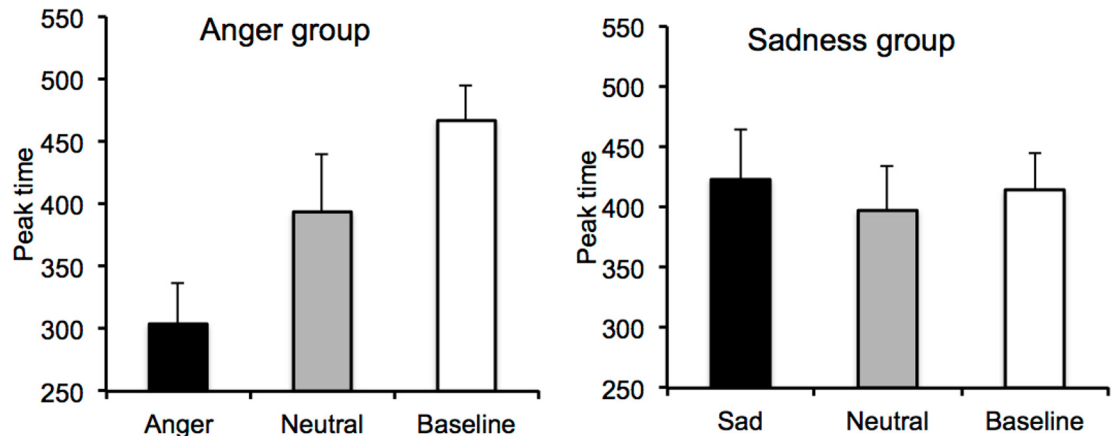 Anger group
Peak time
550
500
450
400
350
300
250
Anger Neutral Baseline
Sadness group
Peak time
550
500
450
400
350
300
250
Sad Neutral Baseline